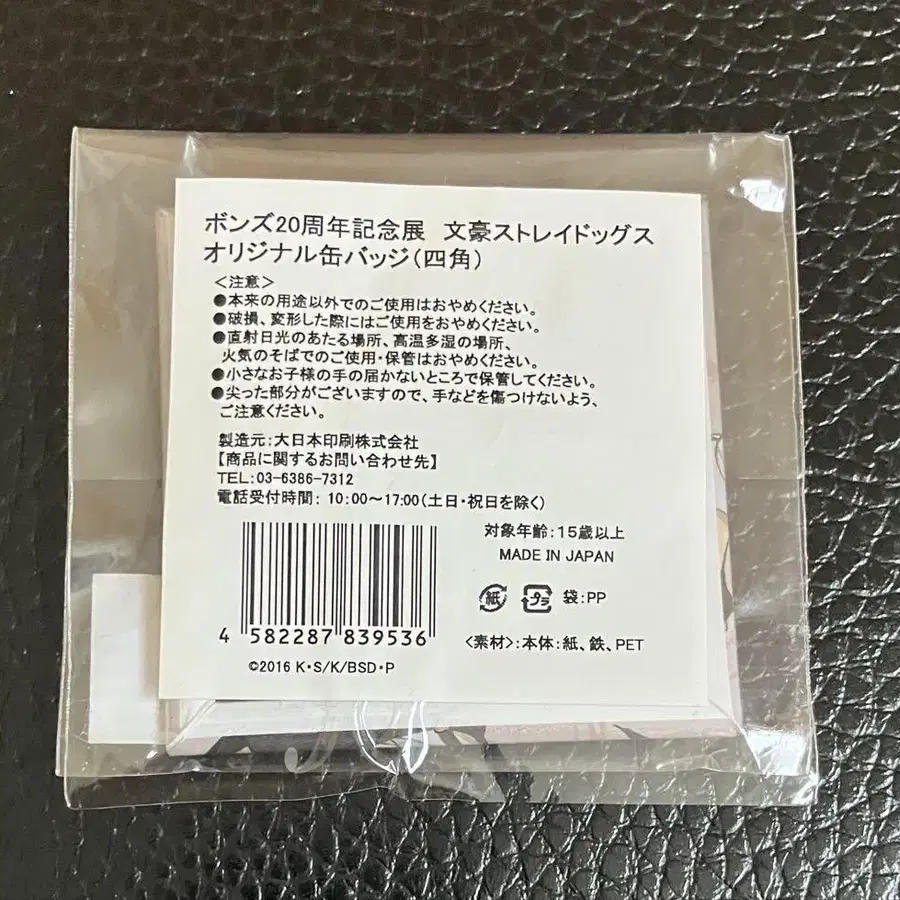 ボンズ20周年記念展 文豪ストレイドッグス
オリジナル缶バッジ(四角)
<注意>
●本来の用途以外でのご使用はおやめください。
●破損、変形した際にはご使用をおやめください。
●直射日光のあたる場所、高温多湿の場所、
火気のそばでのご使用・保管はおやめください。
●小さなお子様の手の届かないところで保管してください。
●尖った部分がございますので、手などを傷つけないよう、
ご注意ください。
製造元:大日本印刷株式会社
【商品に関するお問い合わせ先】
TEL:03-6386-7312
電話受付時間: 10:00~17:00(土日・祝日を除く)
対象年齢:15歳以上
MADE IN JAPAN
紙 プラ 袋:PP
4 582287 839536
<素材>:本体:紙、鉄、PET
©2016 K・S/K/BSD・P